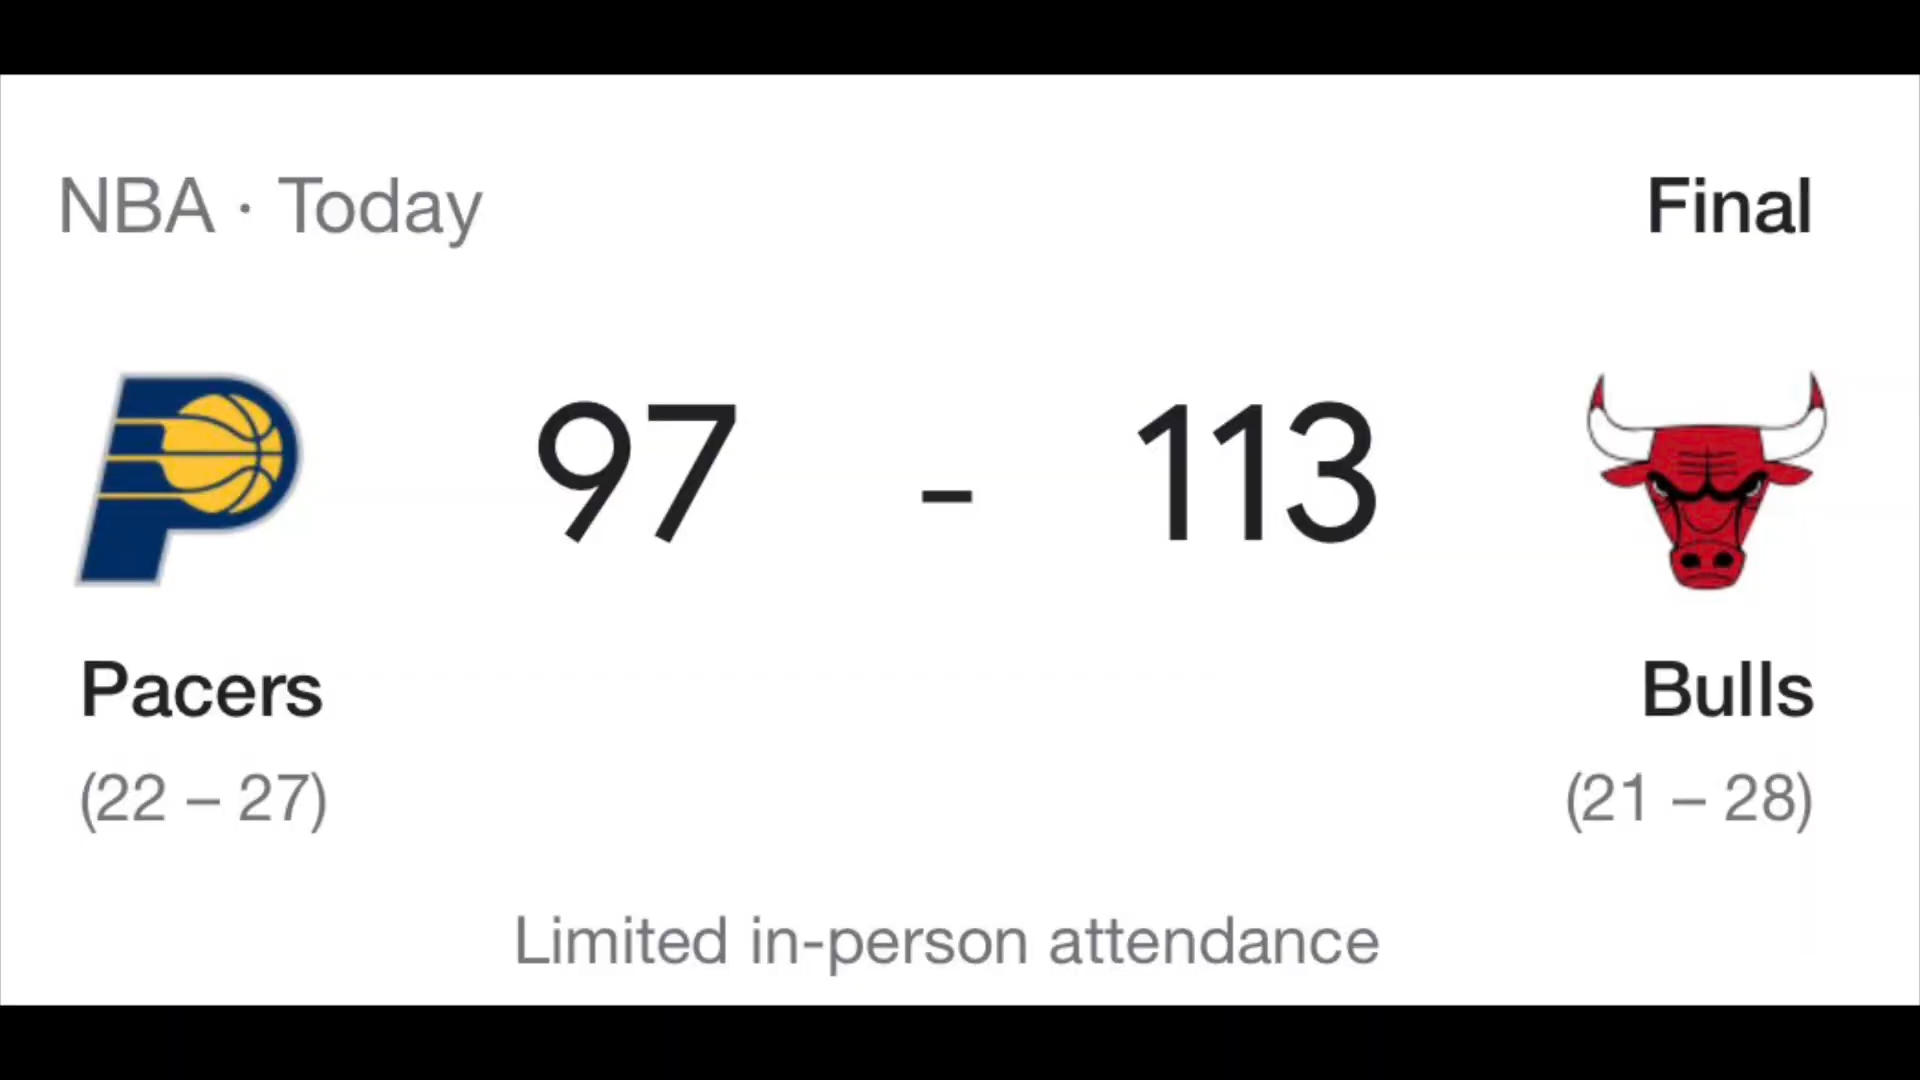 NBA · Today Final
97 - 113
Pacers Bulls
(22 – 27) (21 – 28)
Limited in-person attendance